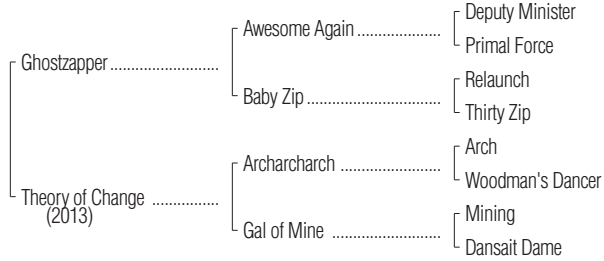 Deputy Minister
Awesome Again ....................
Primal Force
Ghostzapper ..........................
Relaunch
Baby Zip ................................
Thirty Zip
Arch
Archarcharch ........................
Woodman's Dancer
Theory of Change ................
(2013)
Mining
Gal of Mine ..........................
Dansait Dame